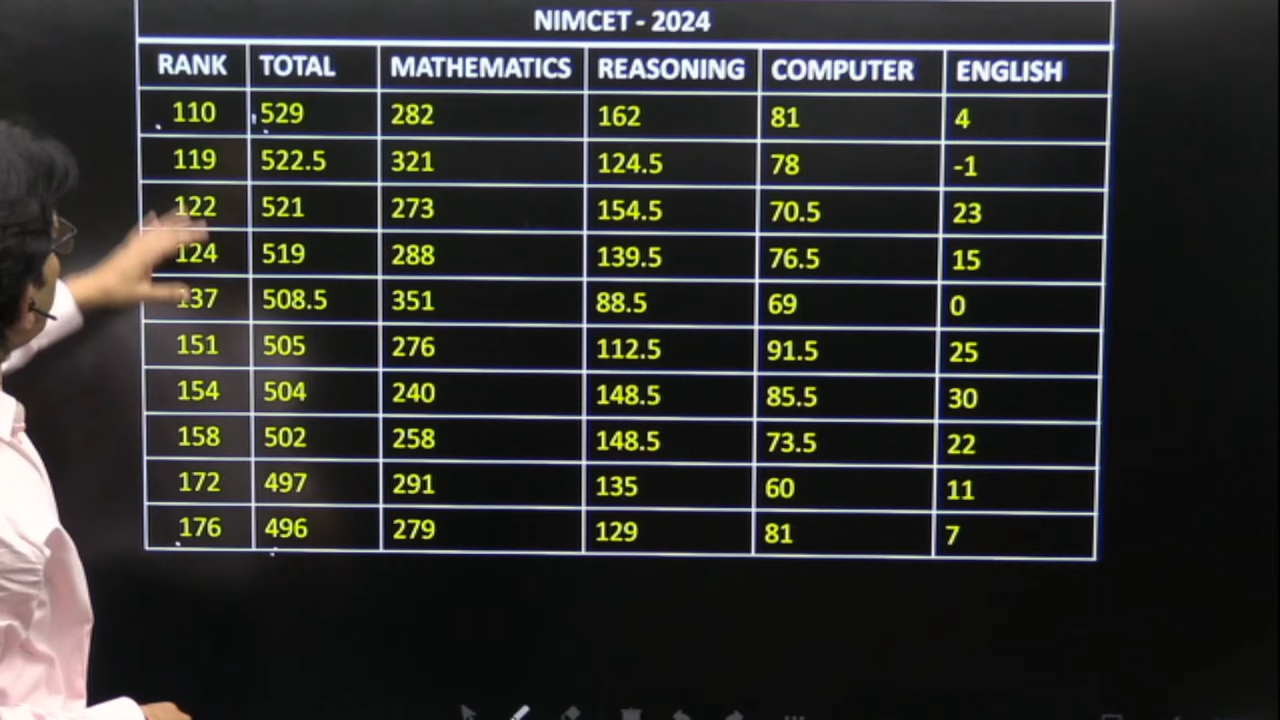 NIMCET - 2024
RANK TOTAL MATHEMATICS REASONING COMPUTER ENGLISH
110 529 282 162 81 4
119 522.5 321 124.5 78 -1
122 521 273 154.5 70.5 23
124 519 288 139.5 76.5 15
137 508.5 351 88.5 69 0
151 505 276 112.5 91.5 25
154 504 240 148.5 85.5 30
158 502 258 148.5 73.5 22
172 497 291 135 60 11
176 496 279 129 81 7